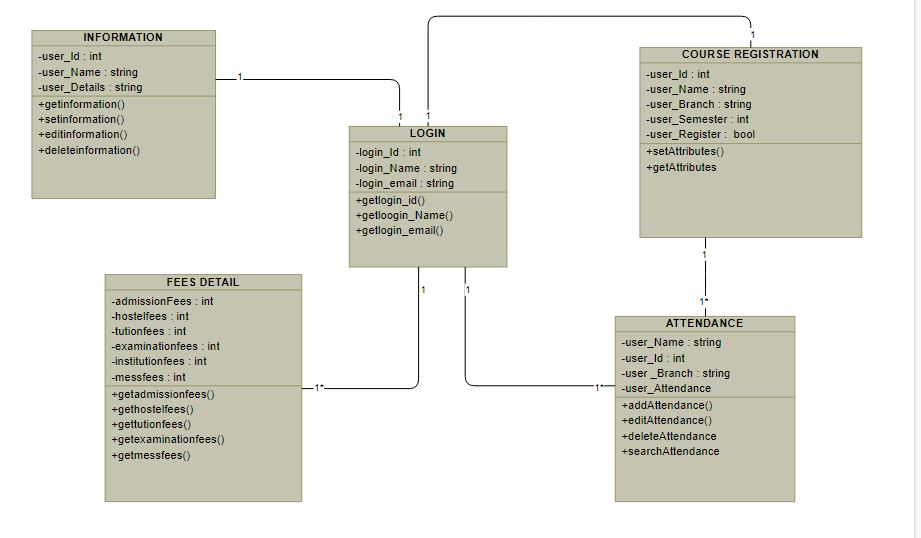 INFORMATION
-user_Id : int
-user_Name : string
-user_Details : string
+getinformation()
+setinformation()
+editinformation()
+deleteinformation()
1
1
1
1
COURSE REGISTRATION
-user_Id : int
-user_Name : string
-user_Branch : string
-user_Semester : int
-user_Register : bool
+setAttributes()
+getAttributes
LOGIN
-login_Id : int
-login_Name : string
-login_email : string
+getlogin_id()
+getloogin_Name()
+getlogin_email()
1
1
1
1*
FEES DETAIL
-admissionFees : int
-hostelfees : int
-tutionfees : int
-examinationfees : int
-institutionfees : int
-messfees : int
+getadmissionfees()
+gethostelfees()
+gettutionfees()
+getexaminationfees()
+getmessfees()
1*
1*
ATTENDANCE
-user_Name : string
-user_Id : int
-user _Branch : string
-user_Attendance
+addAttendance()
+editAttendance()
+deleteAttendance
+searchAttendance